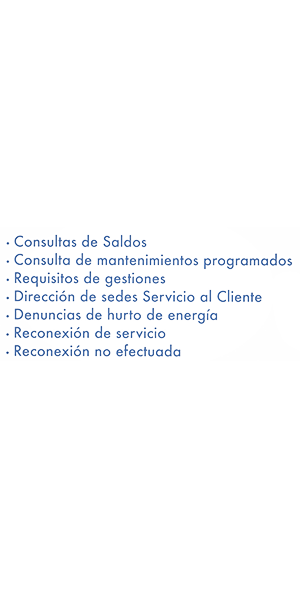 · Consultas de Saldos
· Consulta de mantenimientos programados
· Requisitos de gestiones
· Dirección de sedes Servicio al Cliente
· Denuncias de hurto de energía
· Reconexión de servicio
· Reconexión no efectuada